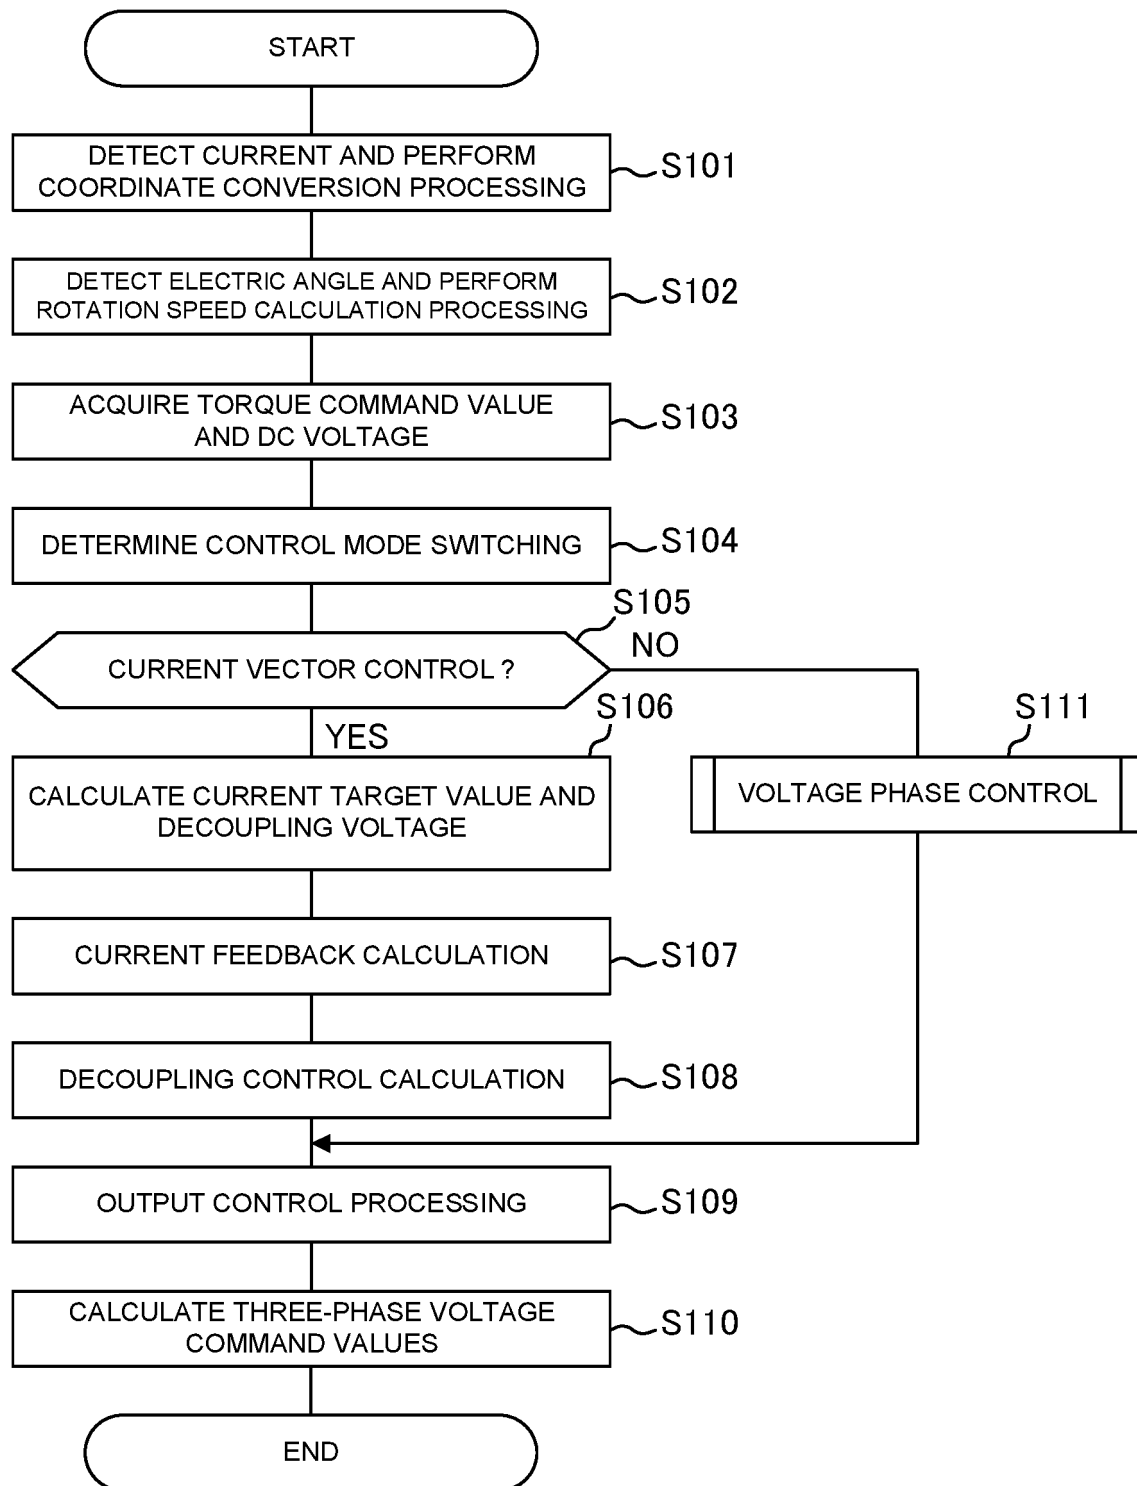 START
DETECT CURRENT AND PERFORM
COORDINATE CONVERSION PROCESSING
S101
DETECT ELECTRIC ANGLE AND PERFORM
ROTATION SPEED CALCULATION PROCESSING
S102
ACQUIRE TORQUE COMMAND VALUE
AND DC VOLTAGE
S103
DETERMINE CONTROL MODE SWITCHING
S104
S105
CURRENT VECTOR CONTROL ?
NO
YES
S106
S111
CALCULATE CURRENT TARGET VALUE AND
DECOUPLING VOLTAGE
VOLTAGE PHASE CONTROL
CURRENT FEEDBACK CALCULATION
S107
DECOUPLING CONTROL CALCULATION
S108
OUTPUT CONTROL PROCESSING
S109
CALCULATE THREE-PHASE VOLTAGE
COMMAND VALUES
S110
END